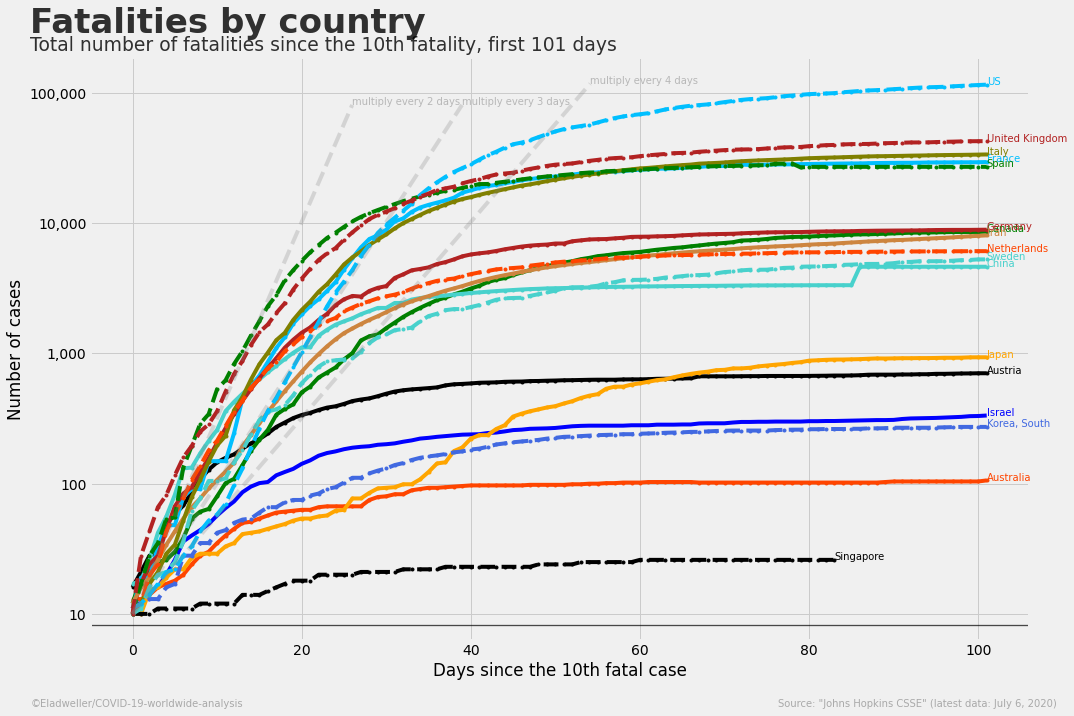 Fatalities by country
Total number of fatalities since the 10th fatality, first 101 days
multiply every 2 days
multiply every 3 days
multiply every 4 days
US
United Kingdom
Italy
France
Spain
Germany
Canada
Iran
Netherlands
Sweden
China
Japan
Austria
Israel
Korea, South
Australia
Singapore
100,000
10,000
1,000
100
10
Number of cases
0 20 40 60 80 100
Days since the 10th fatal case
©Eladweller/COVID-19-worldwide-analysis
Source: "Johns Hopkins CSSE" (latest data: July 6, 2020)